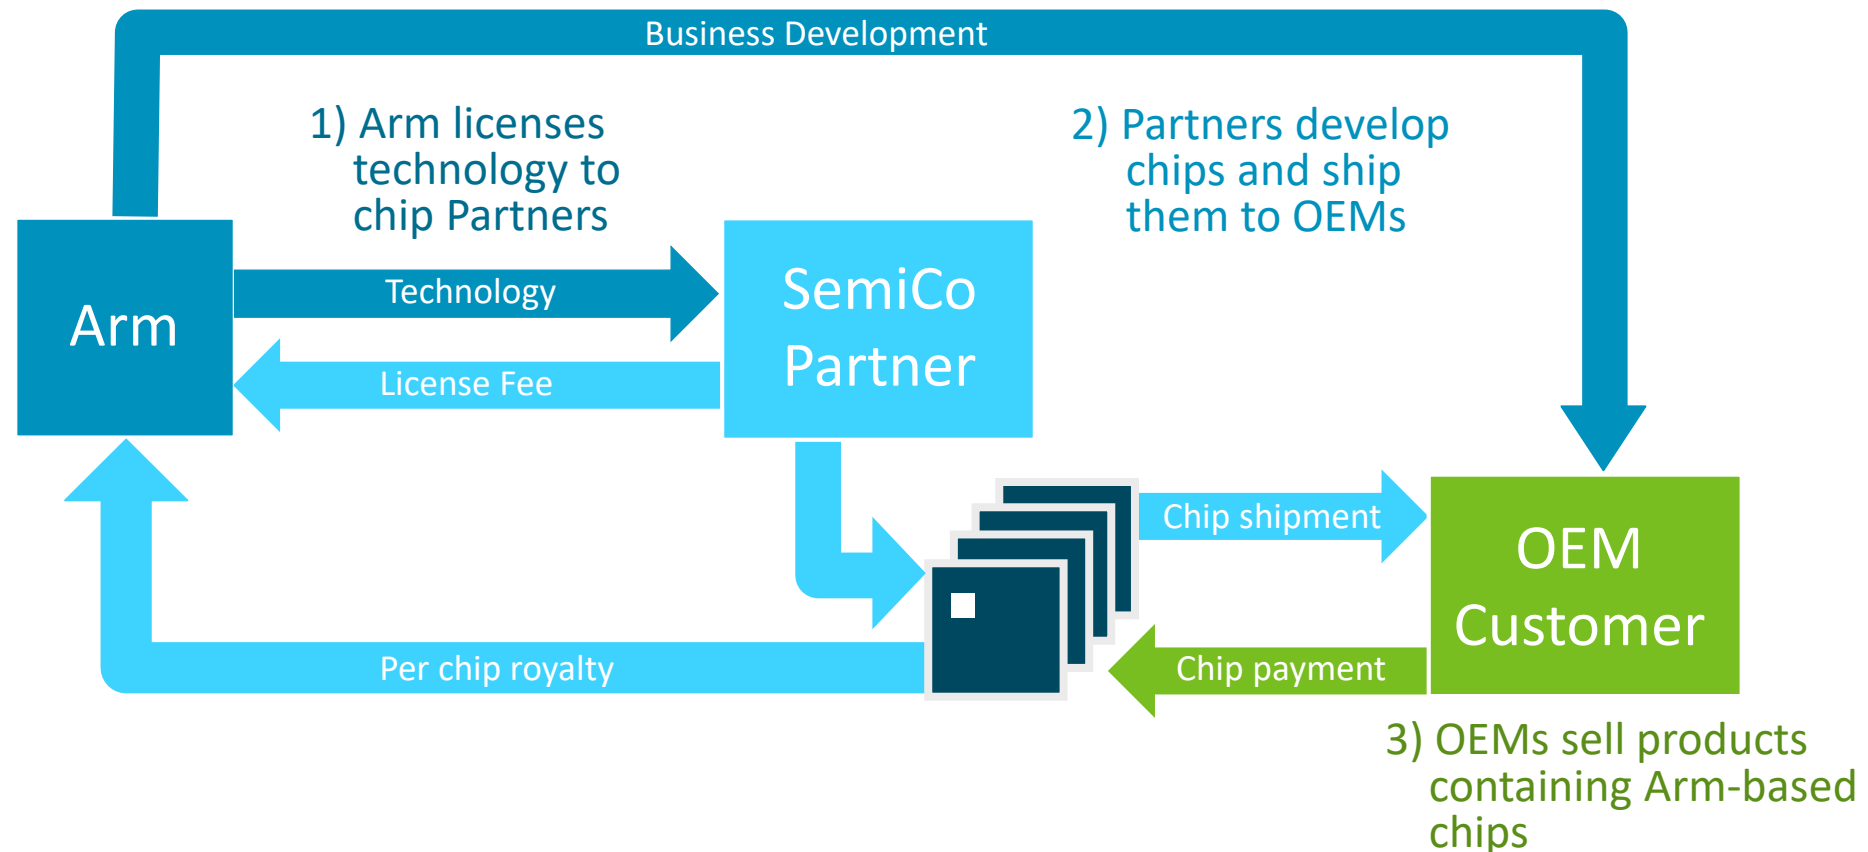 Business Development
1) Arm licenses
technology to
chip Partners
2) Partners develop
chips and ship
them to OEMs
Arm
Technology
License Fee
SemiCo
Partner
Chip shipment
OEM
Customer
Per chip royalty
Chip payment
3) OEMs sell products
containing Arm-based
chips